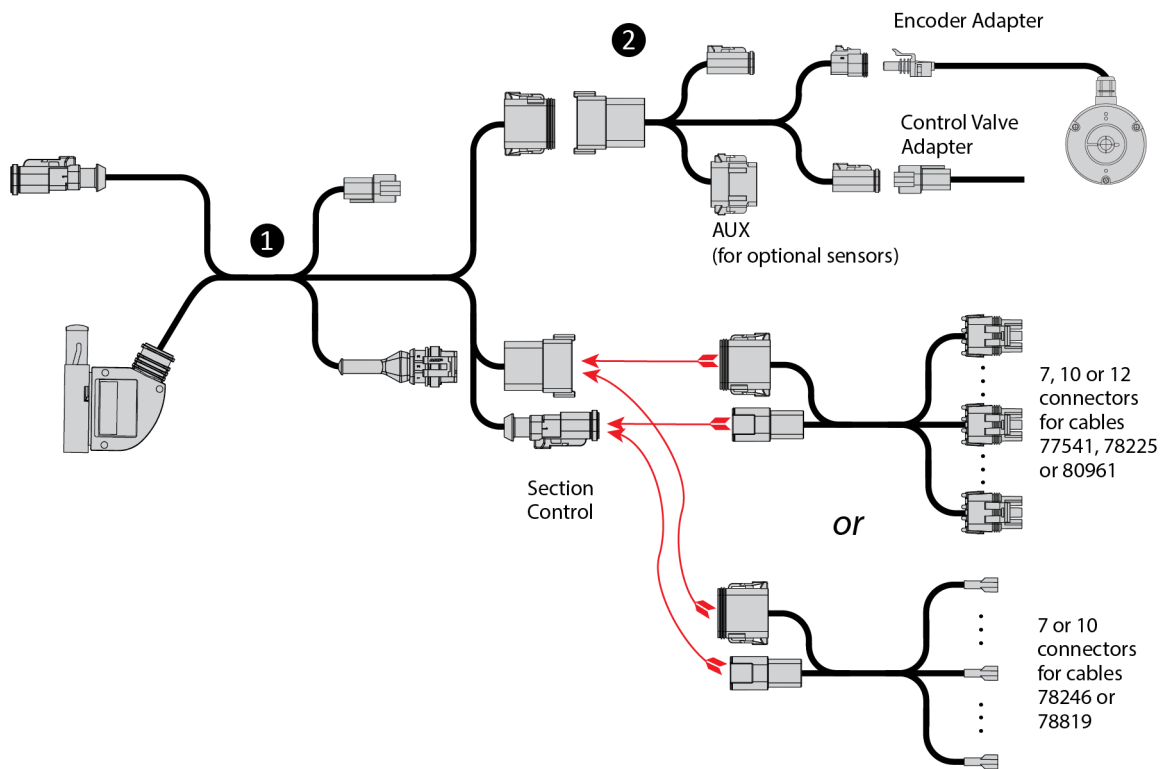 Encoder Adapter
2
Control Valve
Adapter
AUX
(for optional sensors)
1
7, 10 or 12
connectors
for cables
77541, 78225
or 80961
Section
Control
or
7 or 10
connectors
for cables
78246 or
78819